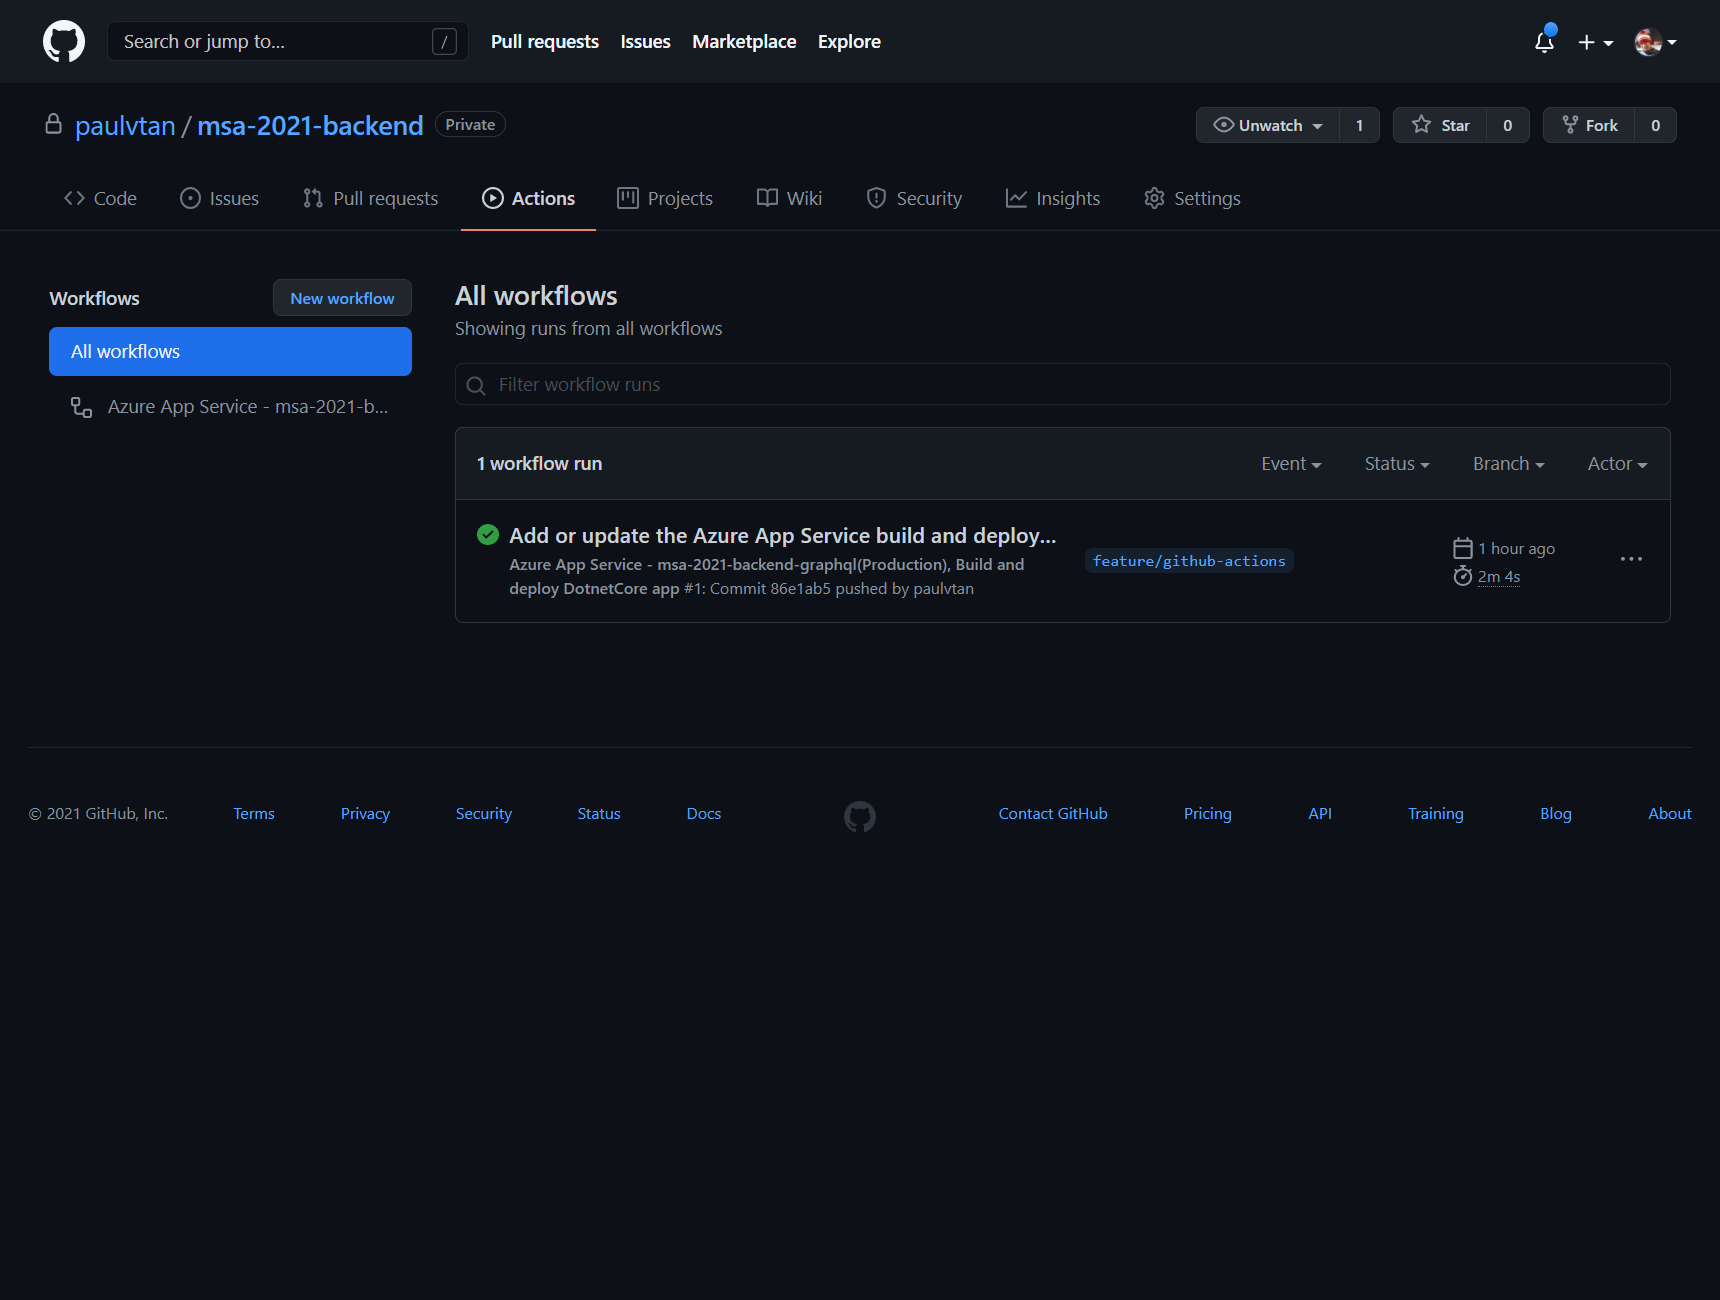 Search or jump to... /
Pull requests Issues Marketplace Explore
paulvtan / msa-2021-backend Private
Unwatch 1 Star 0 Fork 0
Code Issues Pull requests Actions Projects Wiki Security Insights Settings
Workflows
New workflow
All workflows
Azure App Service - msa-2021-b...
All workflows
Showing runs from all workflows
Filter workflow runs
1 workflow run
Event Status Branch Actor
Add or update the Azure App Service build and deploy...
Azure App Service - msa-2021-backend-graphql(Production), Build and
deploy DotnetCore app #1: Commit 86e1ab5 pushed by paulvtan
feature/github-actions
1 hour ago
2m 4s
© 2021 GitHub, Inc. Terms Privacy Security Status Docs Contact GitHub Pricing API Training Blog About